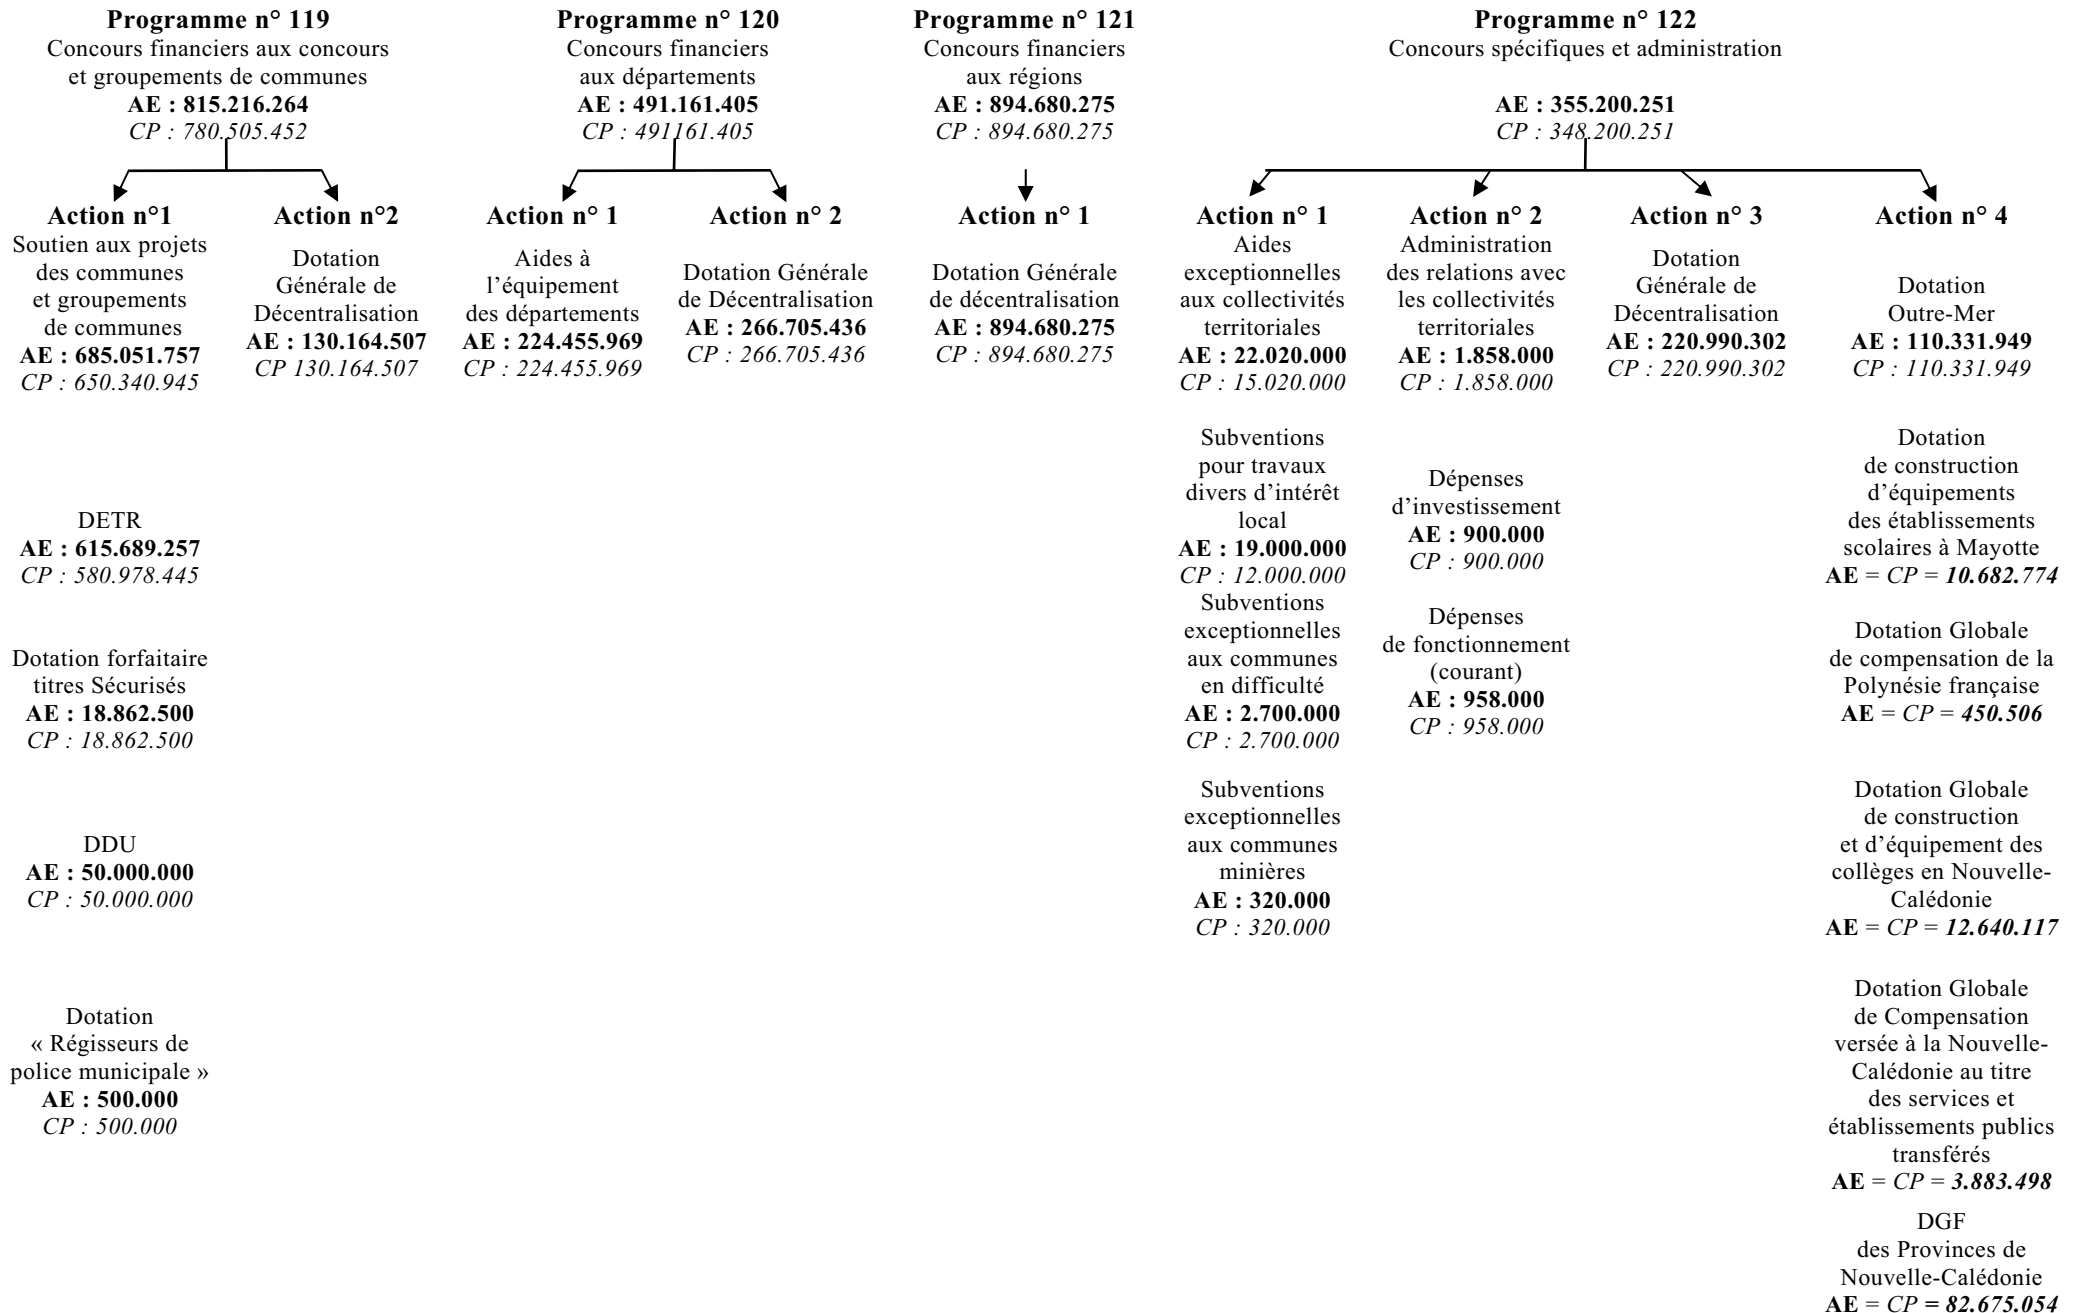 Programme n° 119
Concours financiers aux concours
et groupements de communes
AE : 815.216.264
CP : 780.505.452
Programme n° 120
Concours financiers
aux départements
AE : 491.161.405
CP : 491161.405
Programme n° 121
Concours financiers
aux régions
AE : 894.680.275
CP : 894.680.275
Programme n° 122
Concours spécifiques et administration
AE : 355.200.251
CP : 348.200.251
Action n°1
Soutien aux projets
des communes
et groupements
de communes
AE : 685.051.757
CP : 650.340.945
Action n°2
Dotation
Générale de
Décentralisation
AE : 130.164.507
CP 130.164.507
Action n° 1
Aides à
l’équipement
des départements
AE : 224.455.969
CP : 224.455.969
Action n° 2
Dotation Générale
de Décentralisation
AE : 266.705.436
CP : 266.705.436
Action n° 1
Dotation Générale
de décentralisation
AE : 894.680.275
CP : 894.680.275
Action n° 1
Aides
exceptionnelles
aux collectivités
territoriales
AE : 22.020.000
CP : 15.020.000
Action n° 2
Administration
des relations avec
les collectivités
territoriales
AE : 1.858.000
CP : 1.858.000
Action n° 3
Dotation
Générale de
Décentralisation
AE : 220.990.302
CP : 220.990.302
Action n° 4
Dotation
Outre-Mer
AE : 110.331.949
CP : 110.331.949
DETR
AE : 615.689.257
CP : 580.978.445
Dotation forfaitaire
titres Sécurisés
AE : 18.862.500
CP : 18.862.500
DDU
AE : 50.000.000
CP : 50.000.000
Dotation
« Régisseurs de
police municipale »
AE : 500.000
CP : 500.000
Subventions
pour travaux
divers d’intérêt
local
AE : 19.000.000
CP : 12.000.000
Subventions
exceptionnelles
aux communes
en difficulté
AE : 2.700.000
CP : 2.700.000
Subventions
exceptionnelles
aux communes
minières
AE : 320.000
CP : 320.000
Dépenses
d’investissement
AE : 900.000
CP : 900.000
Dépenses
de fonctionnement
(courant)
AE : 958.000
CP : 958.000
Dotation
de construction
d’équipements
des établissements
scolaires à Mayotte
AE = CP = 10.682.774
Dotation Globale
de compensation de la
Polynésie française
AE = CP = 450.506
Dotation Globale
de construction
et d’équipement des
collèges en Nouvelle-
Calédonie
AE = CP = 12.640.117
Dotation Globale
de Compensation
versée à la Nouvelle-
Calédonie au titre
des services et
établissements publics
transférés
AE = CP = 3.883.498
DGF
des Provinces de
Nouvelle-Calédonie
AE = CP = 82.675.054